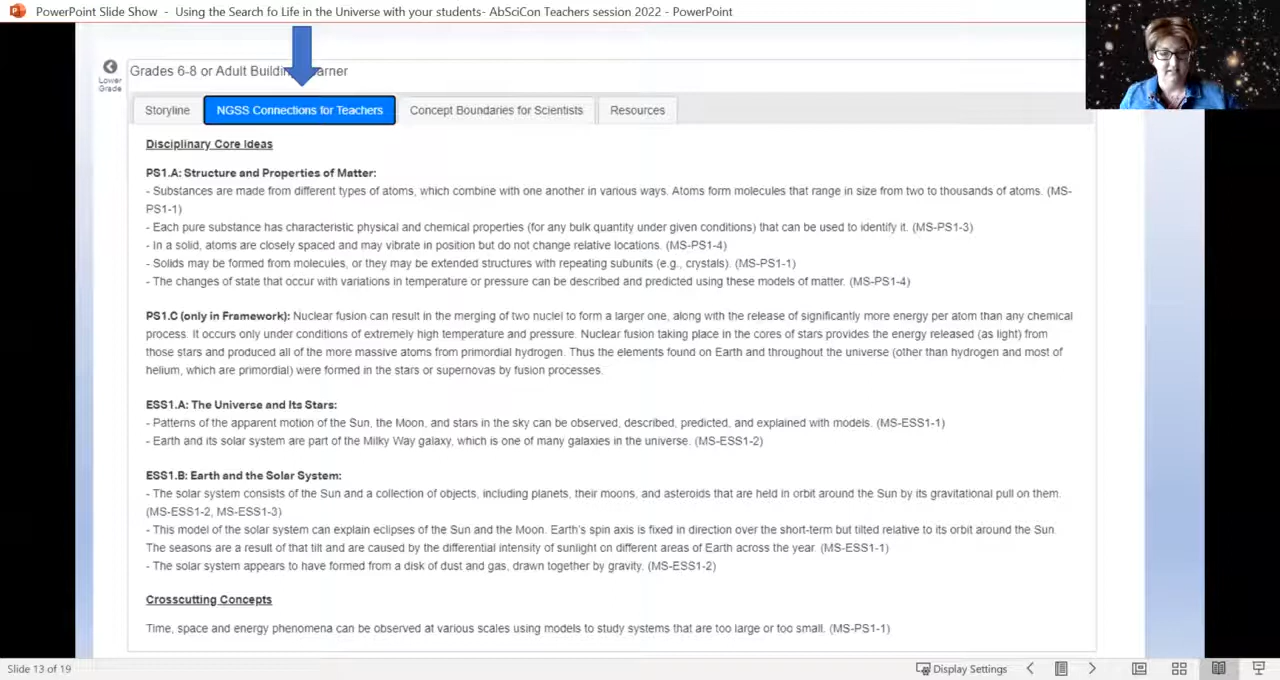 PowerPoint Slide Show - Using the Search fo Life in the Universe with your students- AbSciCon Teachers session 2022 - PowerPoint
Lower
Grade
Grades 6-8 or Adult Building Learner
Storyline NGSS Connections for Teachers Concept Boundaries for Scientists Resources
Disciplinary Core Ideas
PS1.A: Structure and Properties of Matter:
- Substances are made from different types of atoms, which combine with one another in various ways. Atoms form molecules that range in size from two to thousands of atoms. (MS-
PS1-1)
- Each pure substance has characteristic physical and chemical properties (for any bulk quantity under given conditions) that can be used to identify it. (MS-PS1-3)
- In a solid, atoms are closely spaced and may vibrate in position but do not change relative locations. (MS-PS1-4)
- Solids may be formed from molecules, or they may be extended structures with repeating subunits (e.g., crystals). (MS-PS1-1)
- The changes of state that occur with variations in temperature or pressure can be described and predicted using these models of matter. (MS-PS1-4)
PS1.C (only in Framework): Nuclear fusion can result in the merging of two nuclei to form a larger one, along with the release of significantly more energy per atom than any chemical
process. It occurs only under conditions of extremely high temperature and pressure. Nuclear fusion taking place in the cores of stars provides the energy released (as light) from
those stars and produced all of the more massive atoms from primordial hydrogen. Thus the elements found on Earth and throughout the universe (other than hydrogen and most of
helium, which are primordial) were formed in the stars or supernovas by fusion processes.
ESS1.A: The Universe and Its Stars:
- Patterns of the apparent motion of the Sun, the Moon, and stars in the sky can be observed, described, predicted, and explained with models. (MS-ESS1-1)
- Earth and its solar system are part of the Milky Way galaxy, which is one of many galaxies in the universe. (MS-ESS1-2)
ESS1.B: Earth and the Solar System:
- The solar system consists of the Sun and a collection of objects, including planets, their moons, and asteroids that are held in orbit around the Sun by its gravitational pull on them.
(MS-ESS1-2, MS-ESS1-3)
- This model of the solar system can explain eclipses of the Sun and the Moon. Earth's spin axis is fixed in direction over the short-term but tilted relative to its orbit around the Sun.
The seasons are a result of that tilt and are caused by the differential intensity of sunlight on different areas of Earth across the year. (MS-ESS1-1)
- The solar system appears to have formed from a disk of dust and gas, drawn together by gravity. (MS-ESS1-2)
Crosscutting Concepts
Time, space and energy phenomena can be observed at various scales using models to study systems that are too large or too small. (MS-PS1-1)
Slide 13 of 19 Display Settings